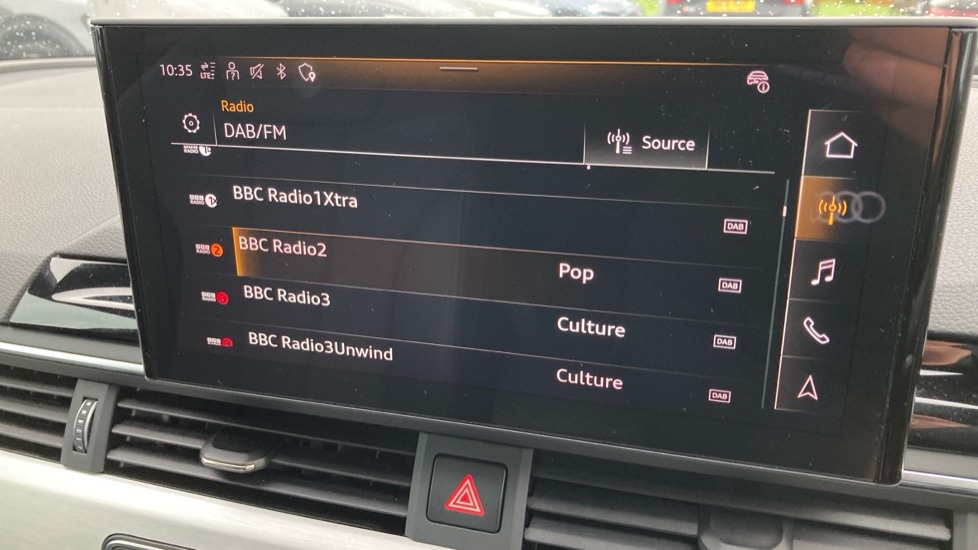 10:35 LTE
Radio
DAB/FM
Source
BBC Radio1Xtra
DAB
BBC Radio2
Pop
DAB
BBC Radio3
Culture
DAB
BBC Radio3Unwind
Culture
DAB